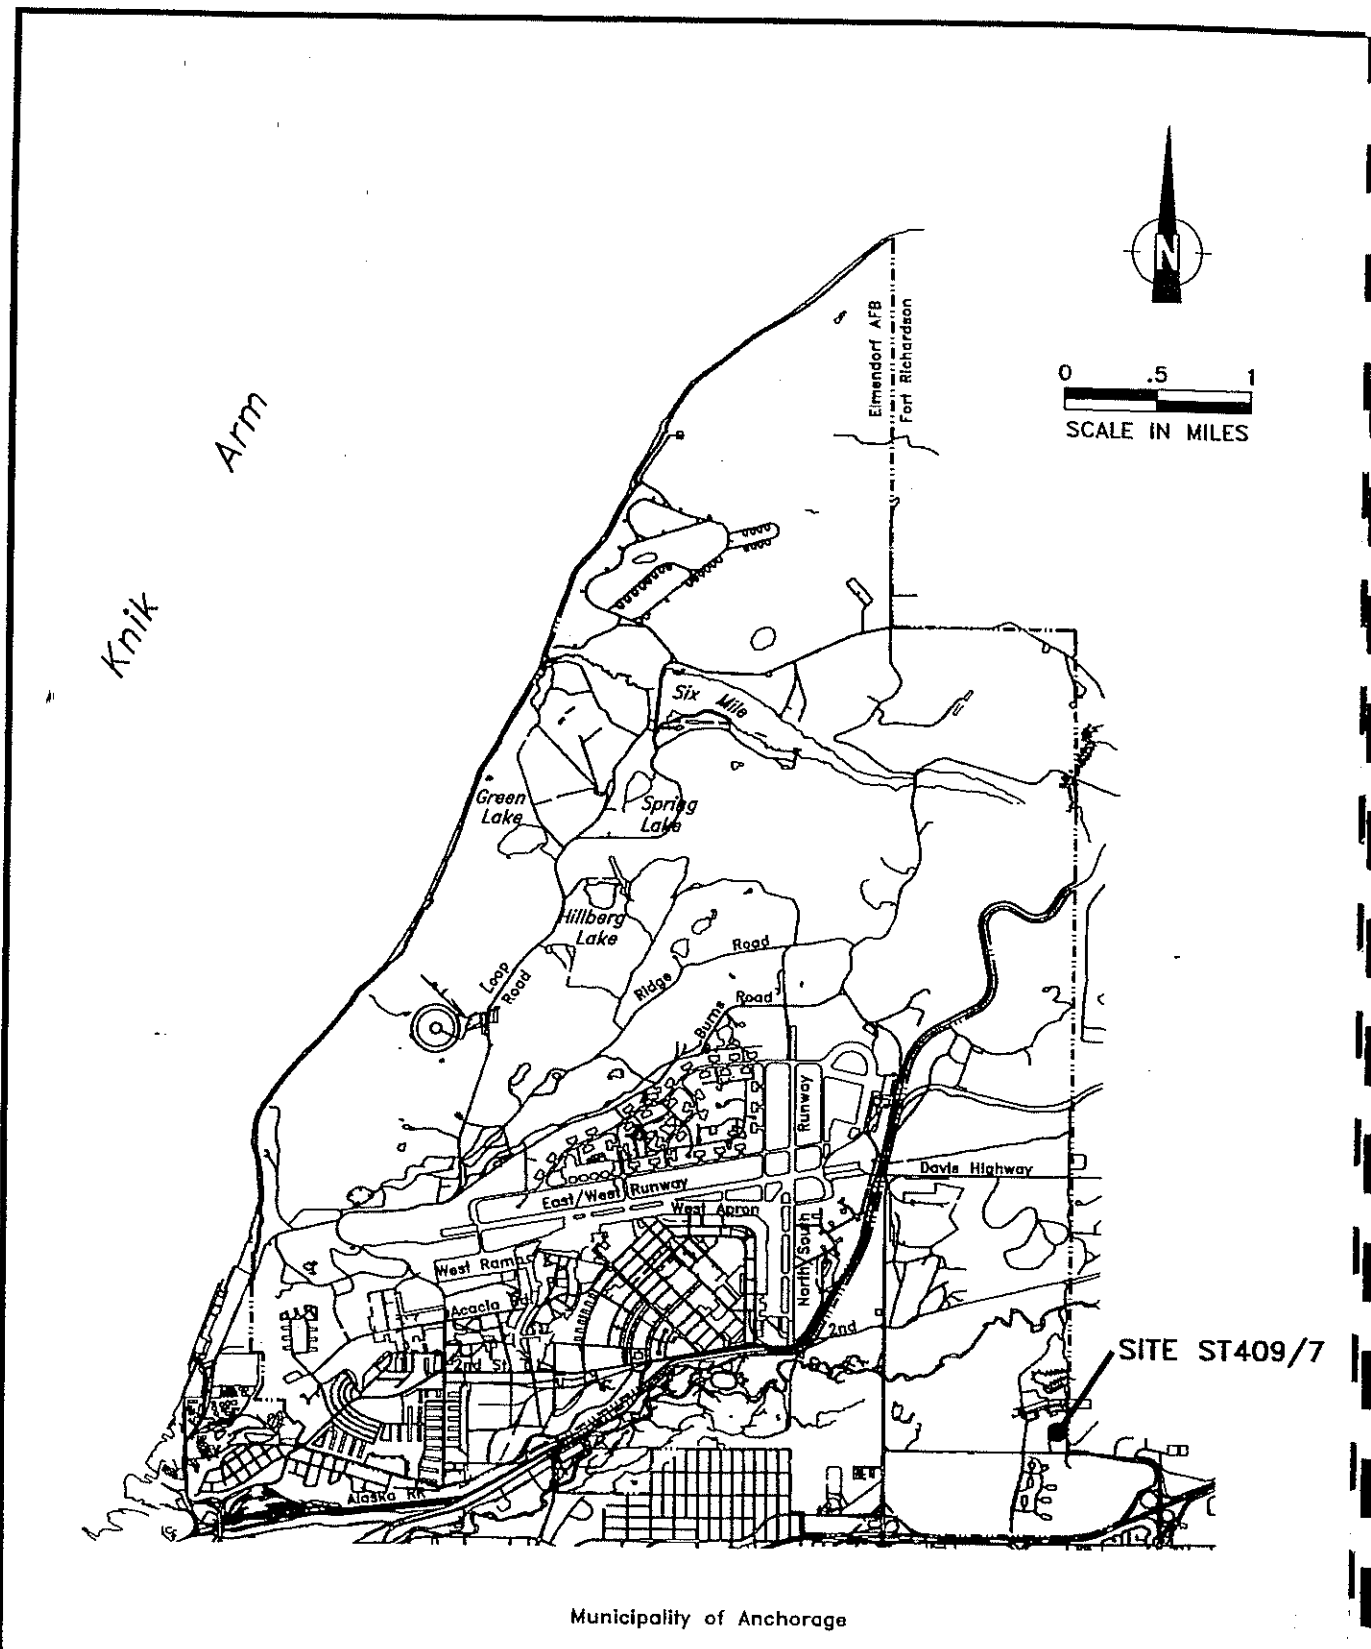 N
0 .5 1
SCALE IN MILES
Elmendorf AFB
Fort Richardson
Knik Arm
Six Mile
Green
Lake
Spring
Lake
Hillberg
Lake
Loop
Road
Ridge Road
Burns Road
North/South Runway
Davis Highway
East/West Runway
West Apron
West Ramp
Acacia Rd
2nd St.
2nd
SITE ST409/7
Alaska RR
Municipality of Anchorage